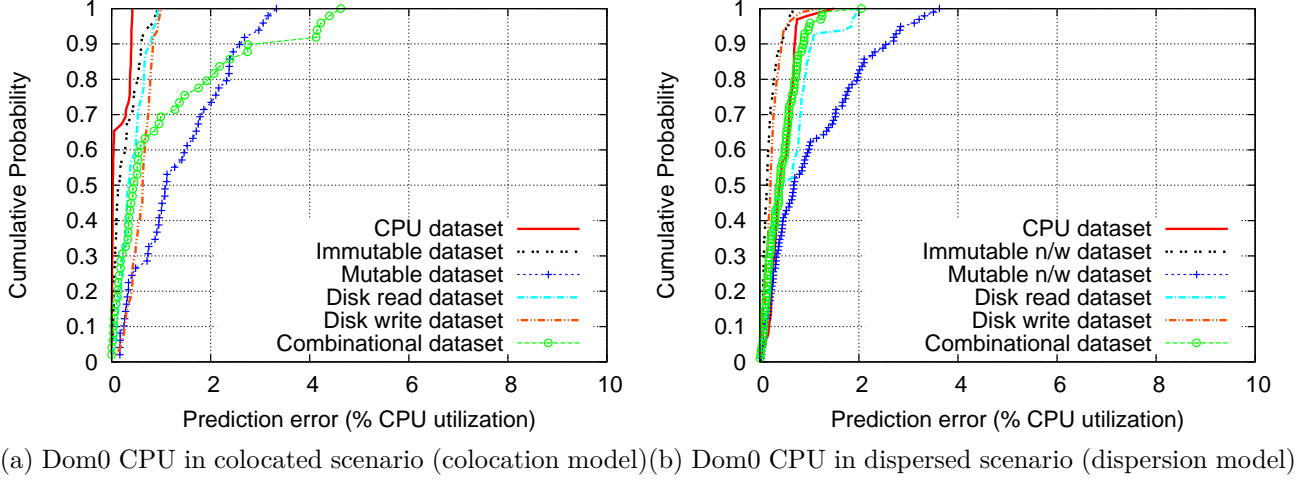 1
0.9
0.8
0.7
0.6
0.5
0.4
0.3
0.2
0.1
0
Cumulative Probability
CPU dataset
Immutable dataset
Mutable dataset
Disk read dataset
Disk write dataset
Combinational dataset
0 2 4 6 8 10
Prediction error (% CPU utilization)
(a) Dom0 CPU in colocated scenario (colocation model)
1
0.9
0.8
0.7
0.6
0.5
0.4
0.3
0.2
0.1
0
Cumulative Probability
CPU dataset
Immutable n/w dataset
Mutable n/w dataset
Disk read dataset
Disk write dataset
Combinational dataset
0 2 4 6 8 10
Prediction error (% CPU utilization)
(b) Dom0 CPU in dispersed scenario (dispersion model)